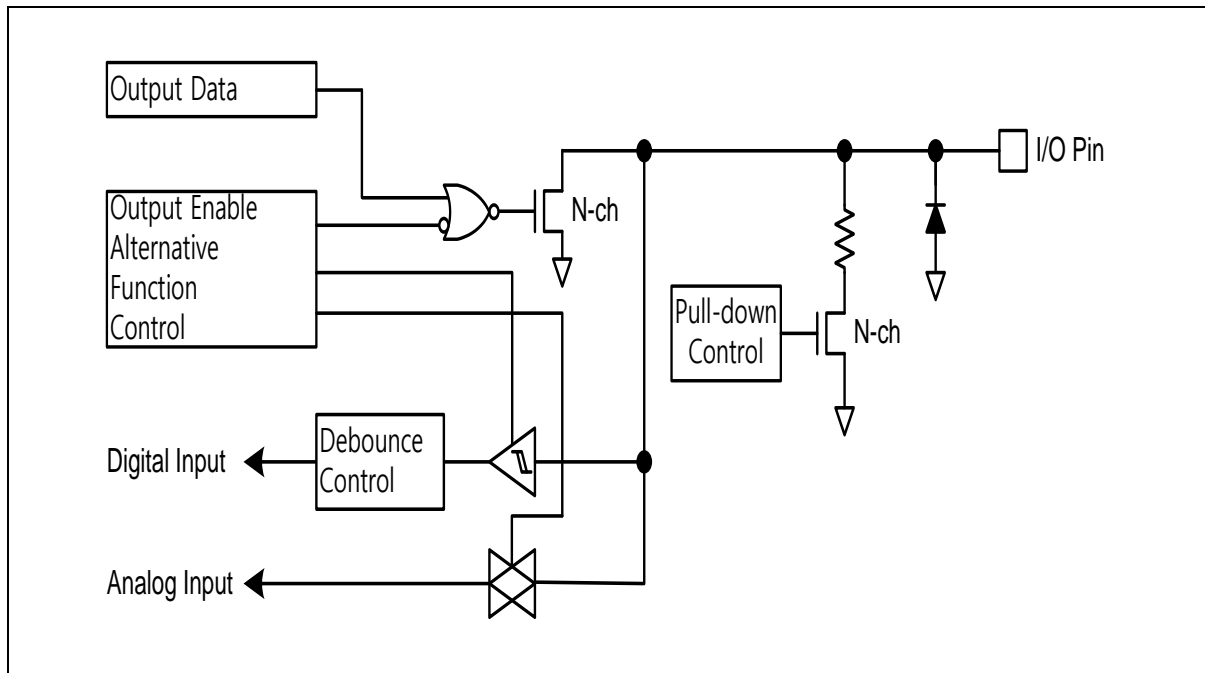 Output Data
I/O Pin
Output Enable
Alternative
Function
Control
N-ch
Pull-down
Control
N-ch
Digital Input
Debounce
Control
Analog Input